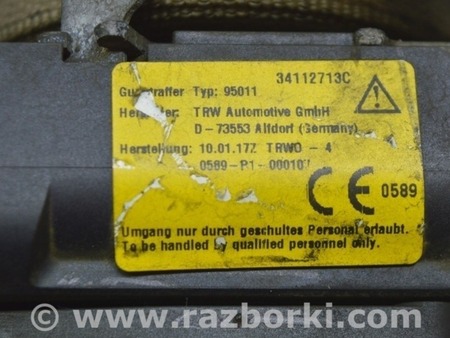 34112713C
Typ: 95011
TRW Automotive GmbH
D-73553 Alfdorf (Germany)
Herstellung: 10.01.17Z TRWO - 4
0589-P1-00010
CE 0589
Umgang nur durch geschultes Personal erlaubt.
To be handled by qualified personnel only.
© www.razborki.com